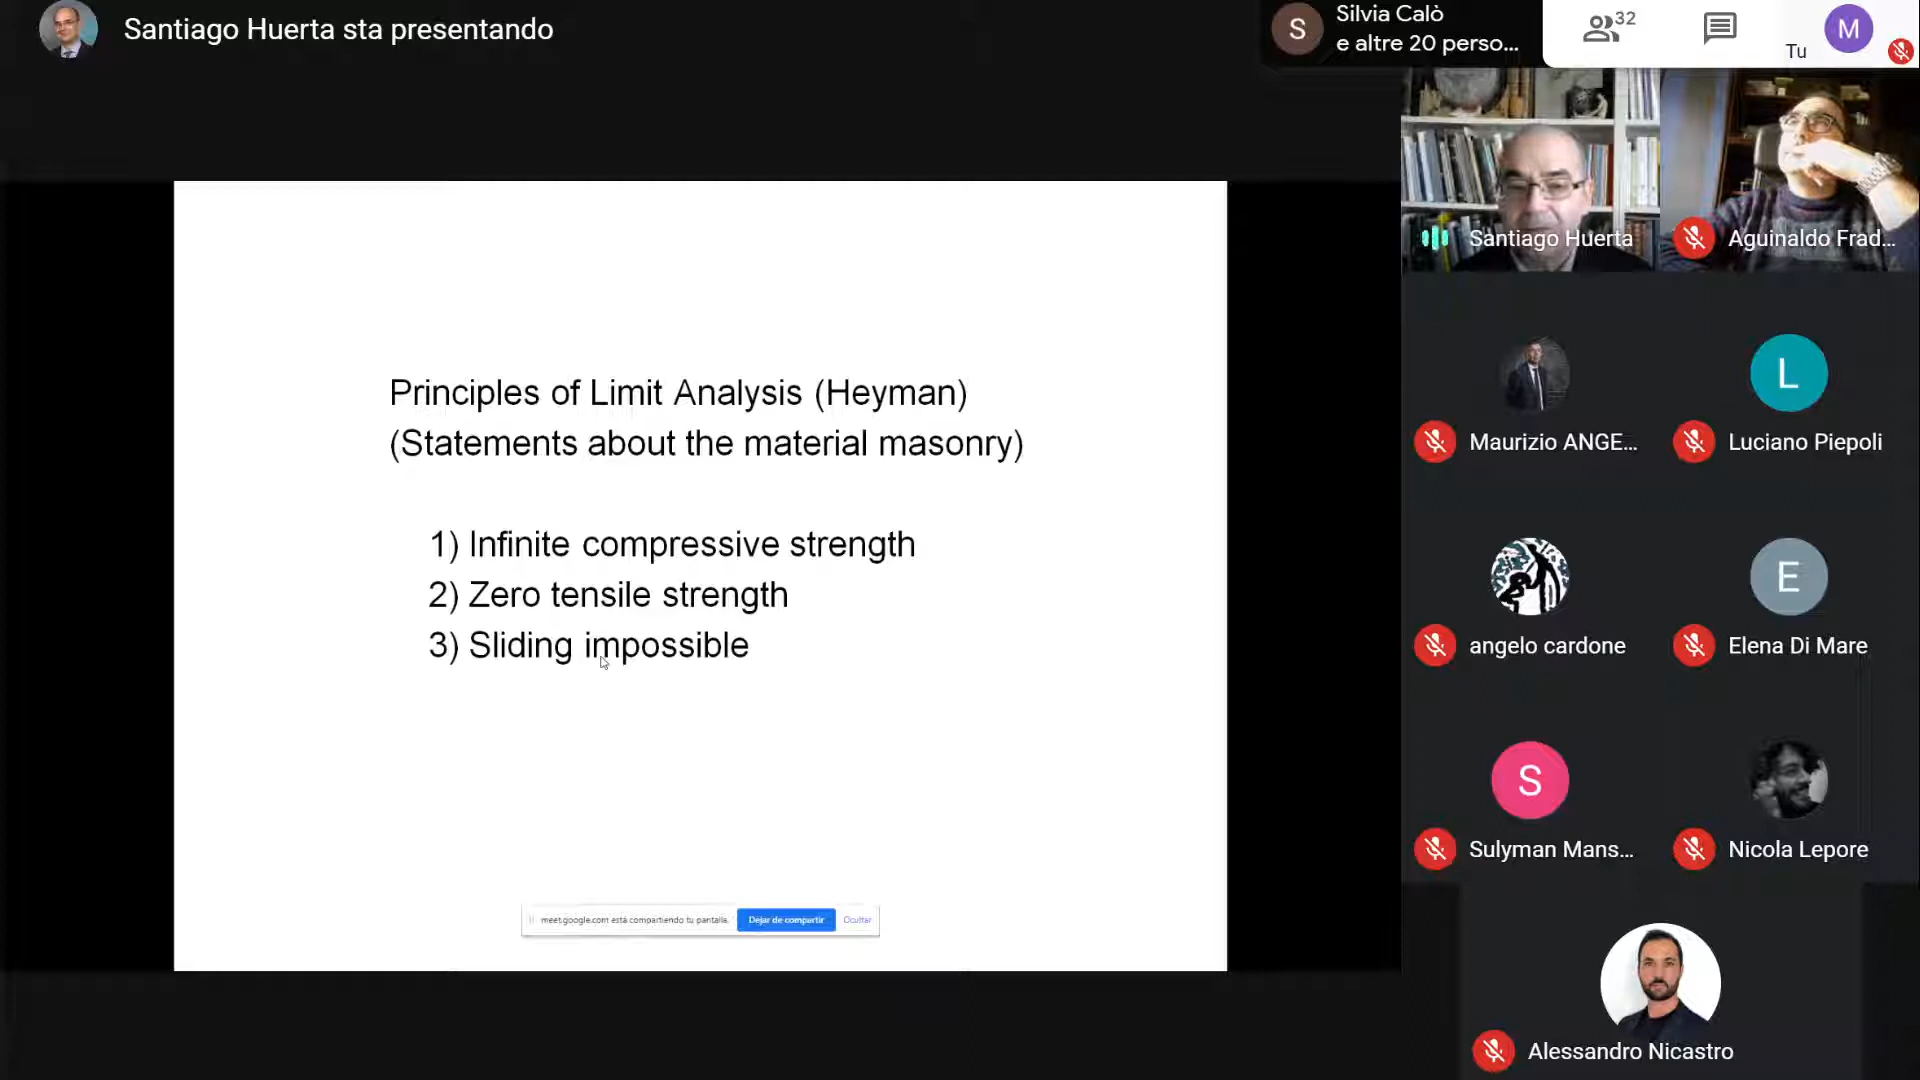 Santiago Huerta sta presentando
S
Silvia Calò
e altre 20 perso...
32
Tu
M
Principles of Limit Analysis (Heyman)
(Statements about the material masonry)
1) Infinite compressive strength
2) Zero tensile strength
3) Sliding impossible
meet.google.com está compartiendo tu pantalla.
Dejar de compartir
Ocultar
Santiago Huerta
Aguinaldo Frad...
L
Maurizio ANGE...
Luciano Piepoli
E
angelo cardone
Elena Di Mare
S
Sulyman Mans...
Nicola Lepore
Alessandro Nicastro